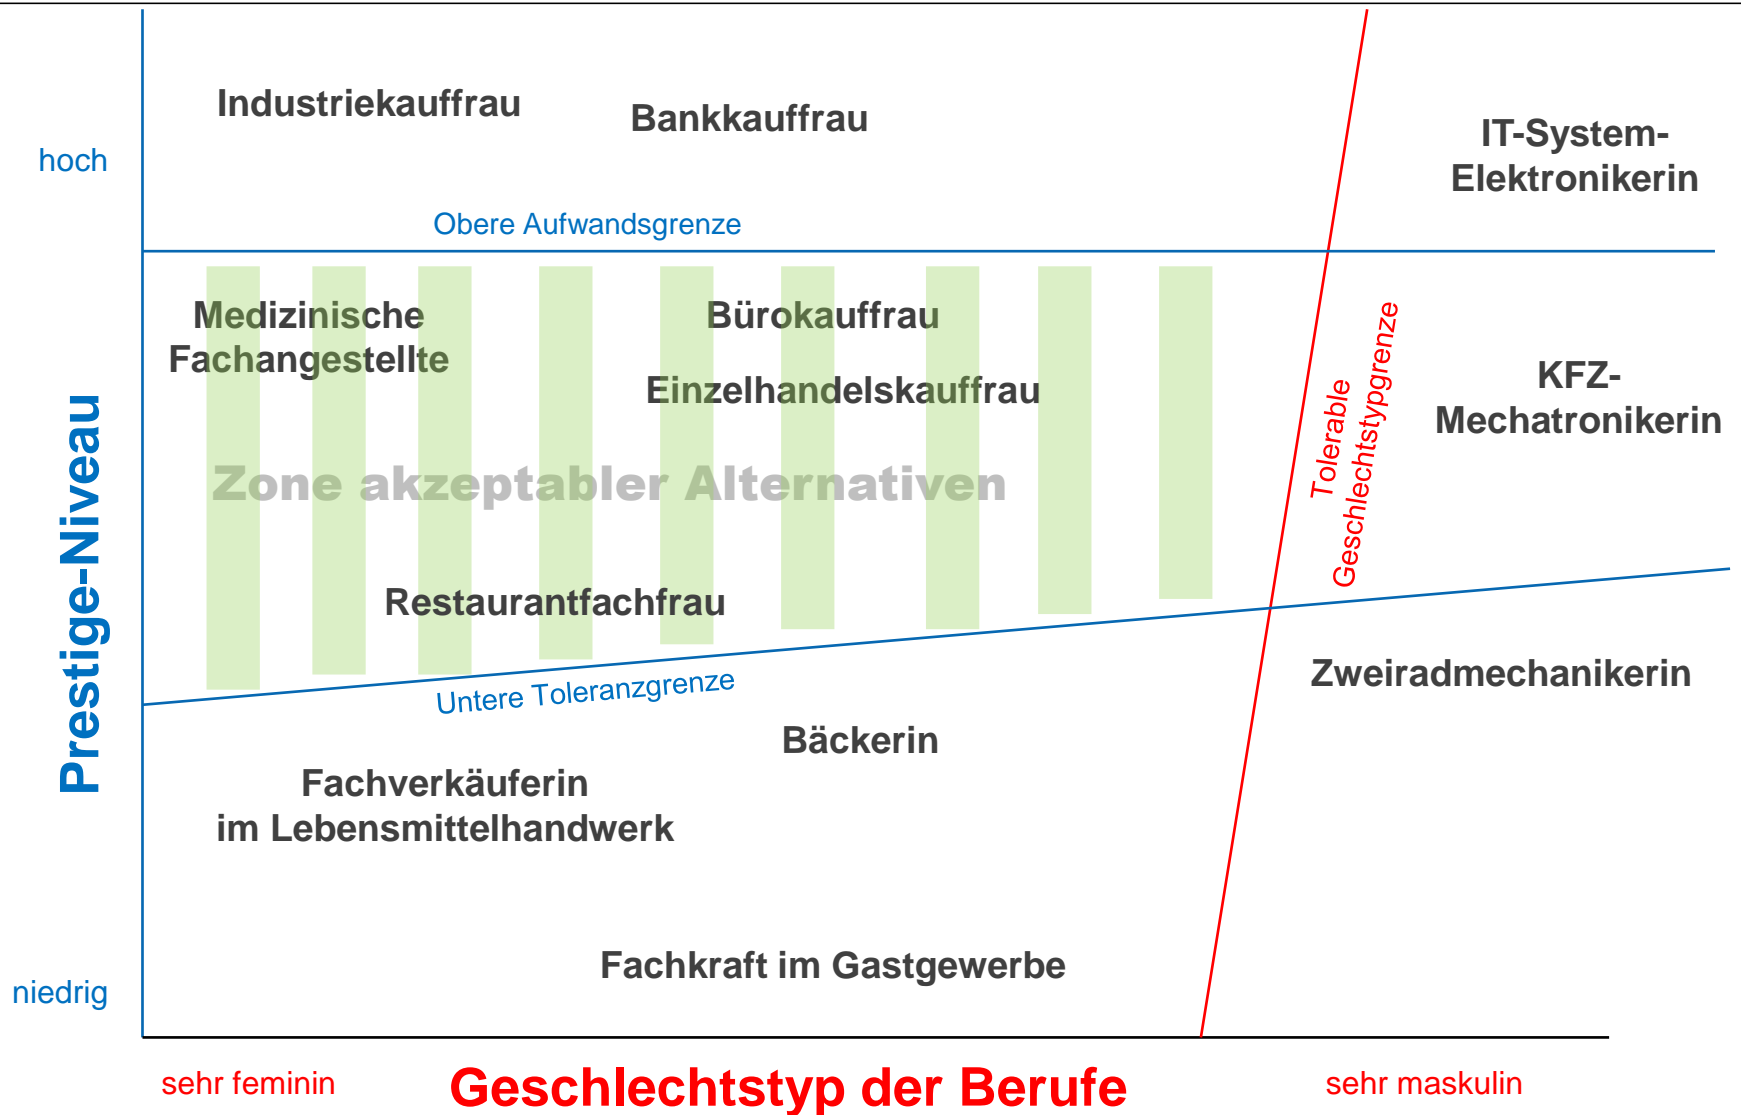 Industriekauffrau
Bankkauffrau
IT-System-
Elektronikerin
hoch
Obere Aufwandsgrenze
Medizinische
Fachangestellte
Bürokauffrau
Einzelhandelskauffrau
Tolerable
Geschlechtstypgrenze
KFZ-
Mechatronikerin
Prestige-Niveau
Zone akzeptabler Alternativen
Restaurantfachfrau
Untere Toleranzgrenze
Zweiradmechanikerin
Bäckerin
Fachverkäuferin
im Lebensmittelhandwerk
Fachkraft im Gastgewerbe
niedrig
sehr feminin
Geschlechtstyp der Berufe
sehr maskulin